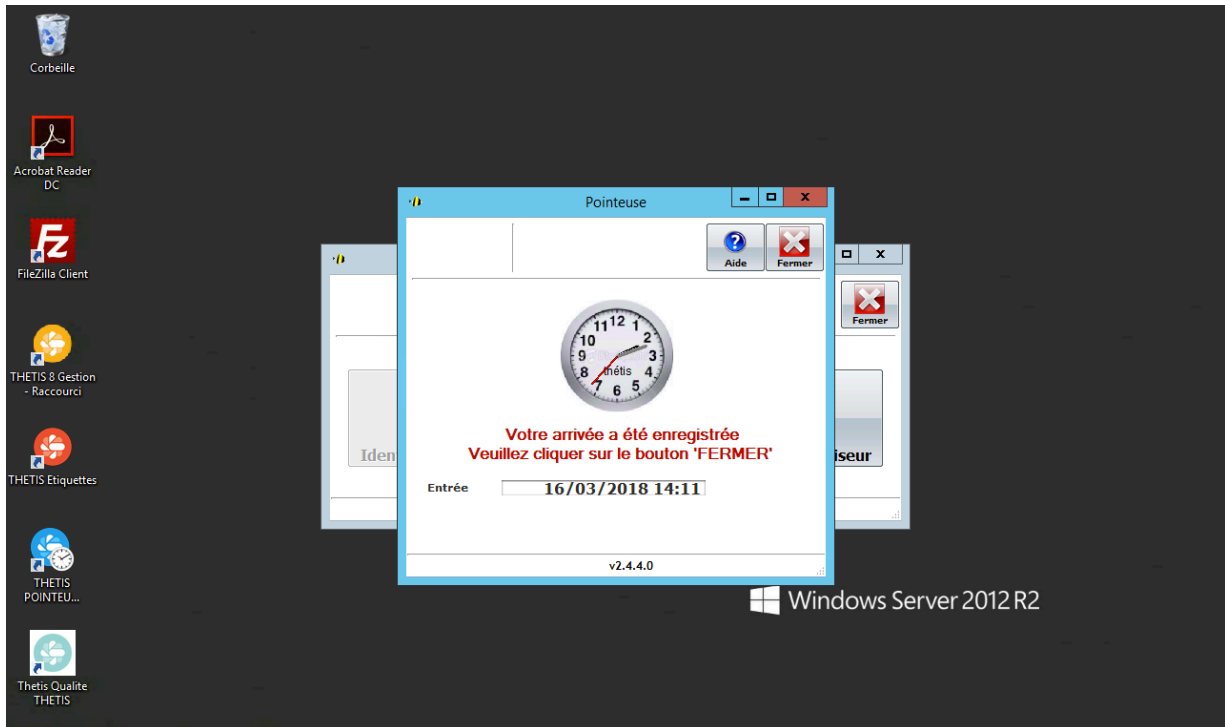 Corbeille
Acrobat Reader
DC
FileZilla Client
THETIS 8 Gestion
- Raccourci
THETIS Etiquettes
THETIS
POINTEU...
Thetis Qualite
THETIS
Pointeuse
Aide
Fermer
Fermer
11 12 1
10 2
9 3
8 thétis 4
7 6 5
Votre arrivée a été enregistrée
Veuillez cliquer sur le bouton 'FERMER'
Iden
iseur
Entrée 16/03/2018 14:11
v2.4.4.0
Windows Server 2012 R2